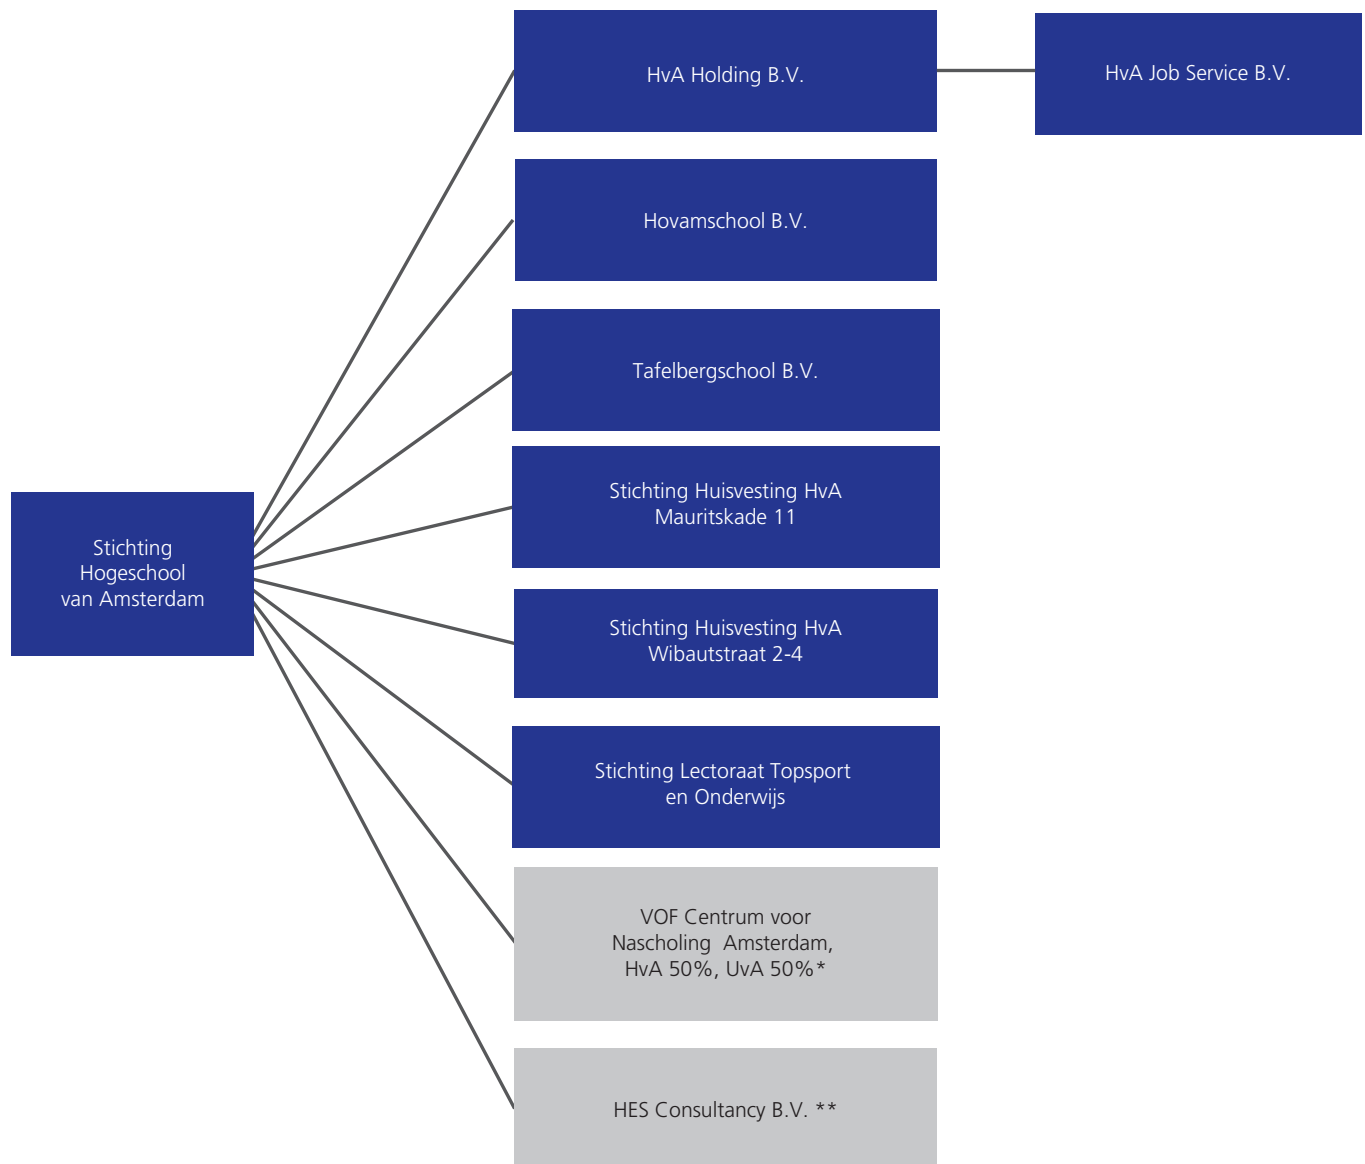 HvA Holding B.V.
HvA Job Service B.V.
Hovamschool B.V.
Tafelbergschool B.V.
Stichting Huisvesting HvA
Mauritskade 11
Stichting
Hogeschool
van Amsterdam
Stichting Huisvesting HvA
Wibautstraat 2-4
Stichting Lectoraat Topsport
en Onderwijs
VOF Centrum voor
Nascholing Amsterdam,
HvA 50%, UvA 50%*
HES Consultancy B.V. **